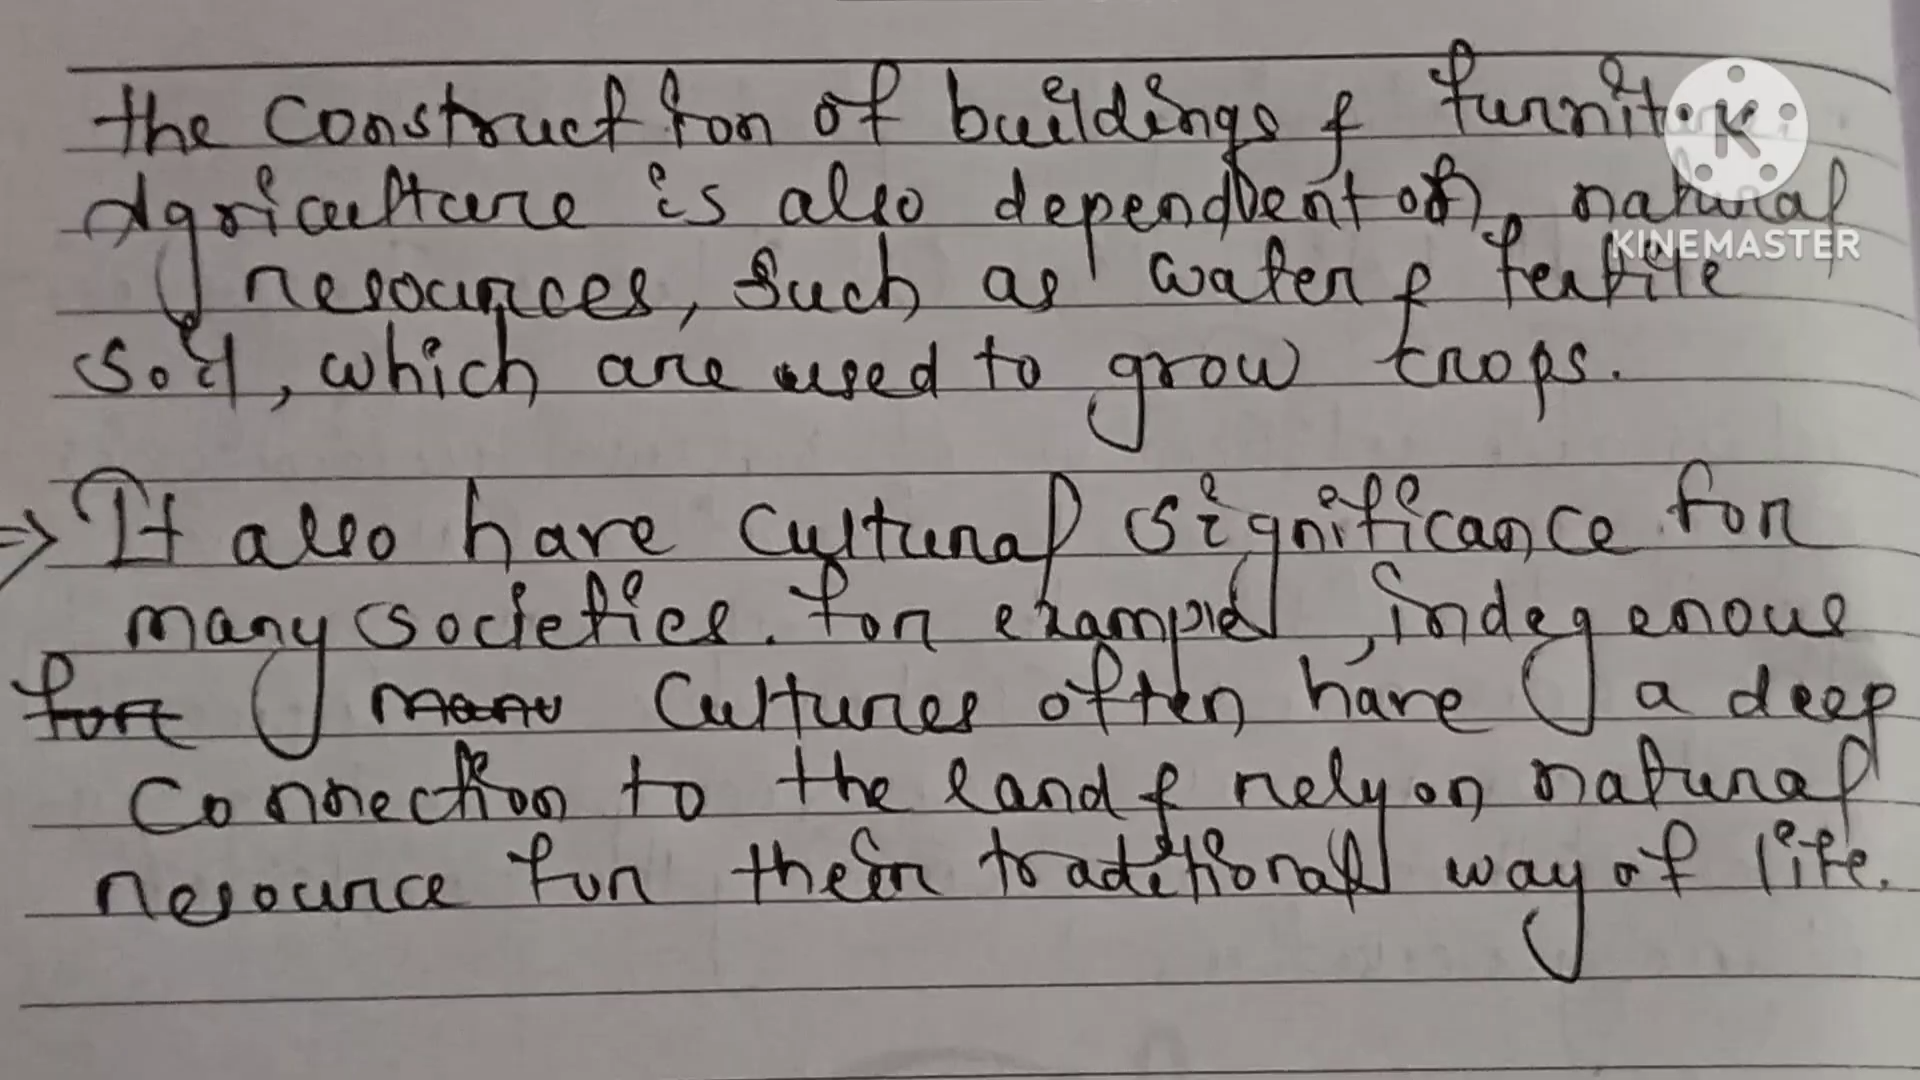 the construction of buildings & furniture.
Agriculture is also dependent on natural
resources, such as water & fertile
soil, which are used to grow crops.
⇒ It also have cultural significance for
many societies. For example, indegenous
cultures often have a deep
connection to the land & rely on natural
resource for their traditional way of life.
K
KINEMASTER